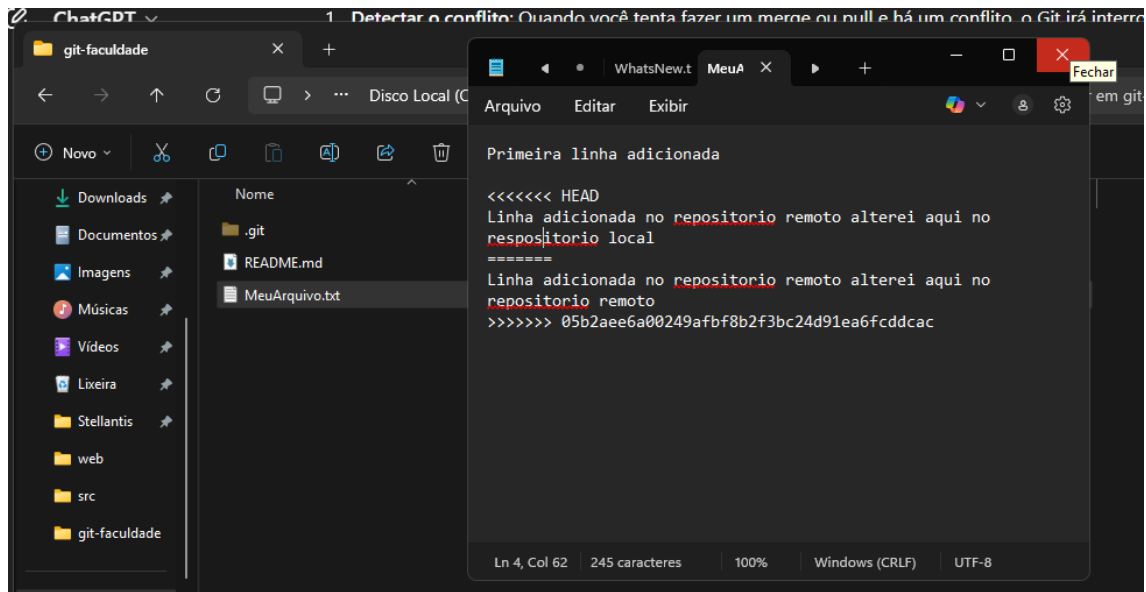 ChatGPT
1. Detectar o conflito: Quando você tenta fazer um merge ou pull e há um conflito, o Git irá interro
git-faculdade
Disco Local (C
em git-
Novo
Downloads
Documentos
Imagens
Músicas
Vídeos
Lixeira
Stellantis
web
src
git-faculdade
Nome
.git
README.md
MeuArquivo.txt
WhatsNew.t
MeuA
Fechar
Arquivo Editar Exibir
Primeira linha adicionada
<<<<<<< HEAD
Linha adicionada no repositorio remoto alterei aqui no
respositorio local
=======
Linha adicionada no repositorio remoto alterei aqui no
repositorio remoto
>>>>>>> 05b2aee6a00249afbf8b2f3bc24d91ea6fcddcac
Ln 4, Col 62 245 caracteres 100% Windows (CRLF) UTF-8